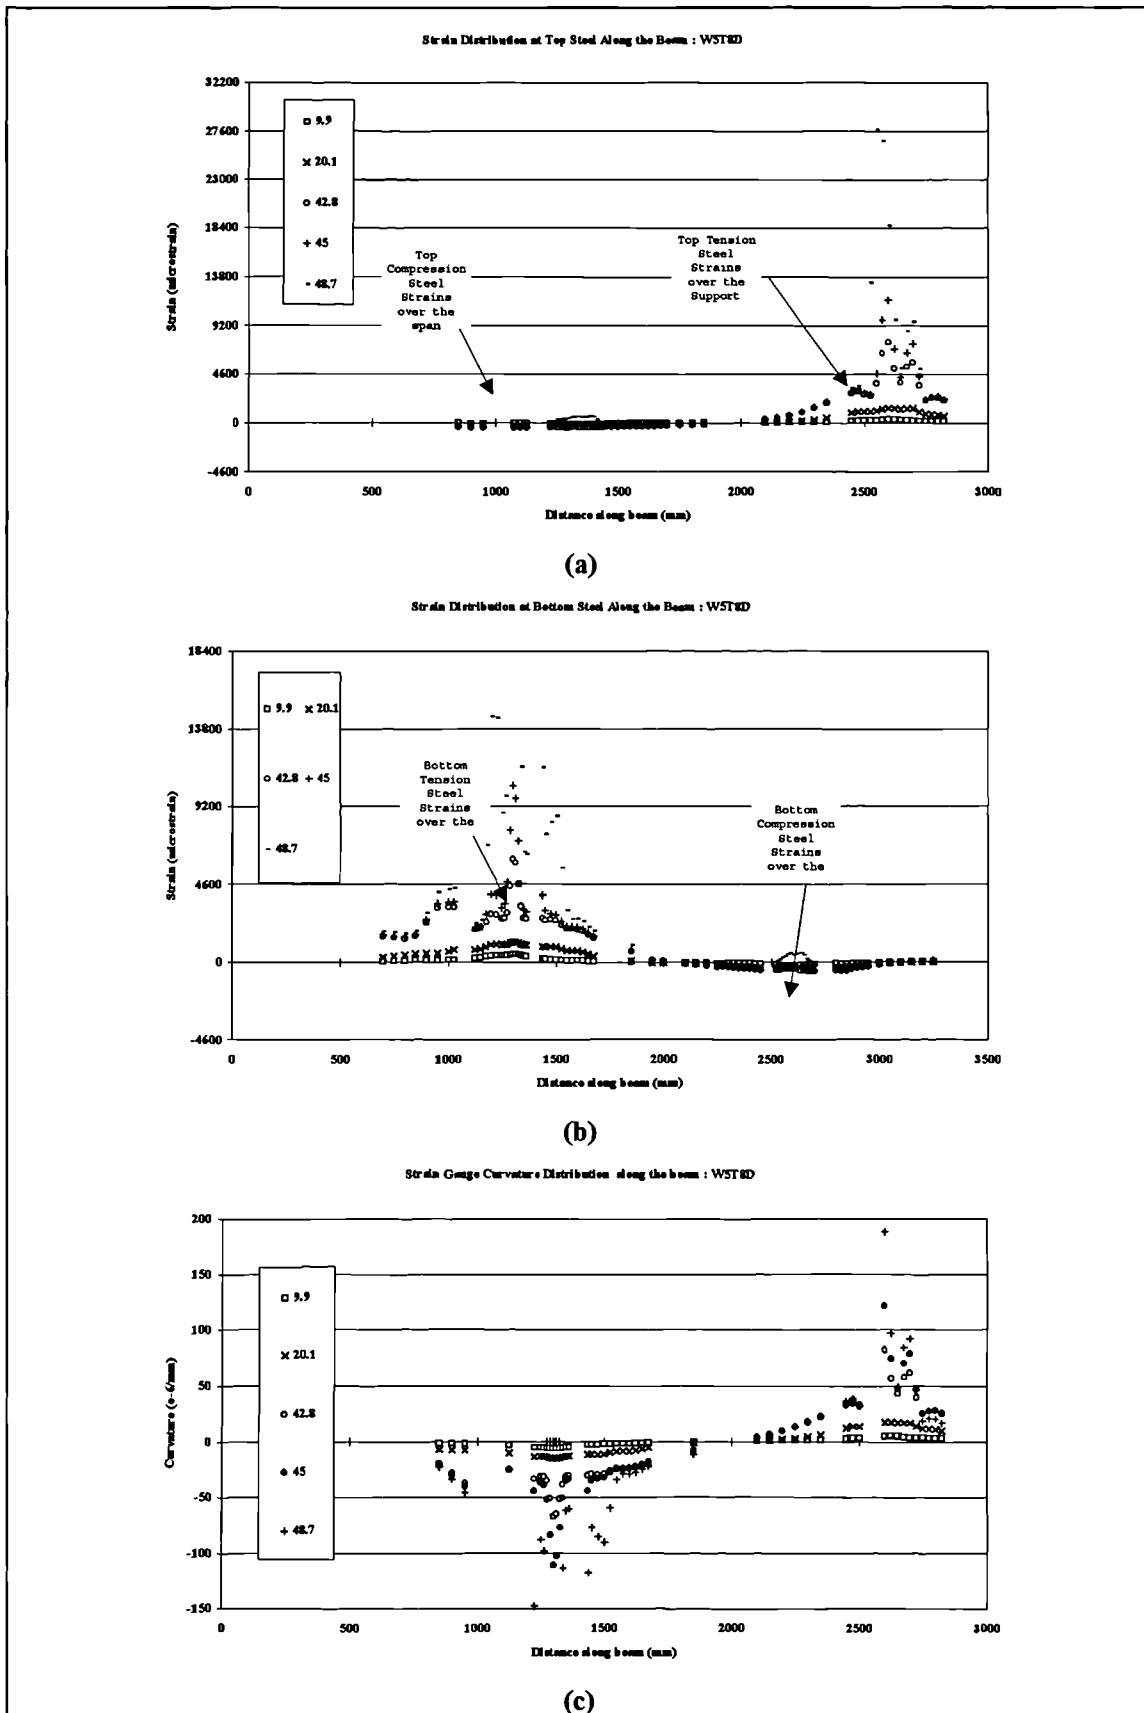 Strain Distribution at Top Steel Along the Beam : W5T8D
32200
27600
23000
18400
13800
9200
4600
0
-4600
Strain (microstrain)
9.9
20.1
42.8
45
48.7
Top
Compression
Steel
Strains
over the
span
Top Tension
Steel
Strains
over the
Support
0 500 1000 1500 2000 2500 3000
Distance along beam (mm)
(a)
Strain Distribution at Bottom Steel Along the Beam : W5T8D
18400
13800
9200
4600
0
-4600
Strain (microstrain)
9.9 20.1
42.8 45
48.7
Bottom
Tension
Steel
Strains
over the
Bottom
Compression
Steel
Strains
over the
0 500 1000 1500 2000 2500 3000 3500
Distance along beam (mm)
(b)
Strain Gauge Curvature Distribution along the beam : W5T8D
200
150
100
50
0
-50
-100
-150
Curvature (e-6/mm)
9.9
20.1
42.8
45
48.7
0 500 1000 1500 2000 2500 3000
Distance along beam (mm)
(c)